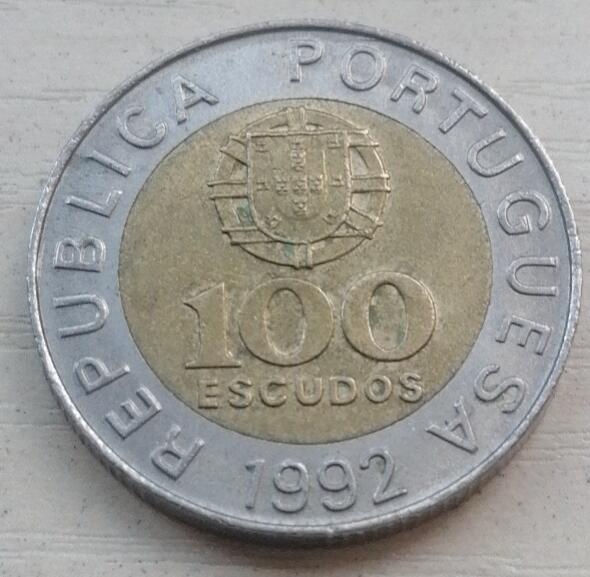 REPUBLICA PORTUGUESA
100
ESCUDOS
1992